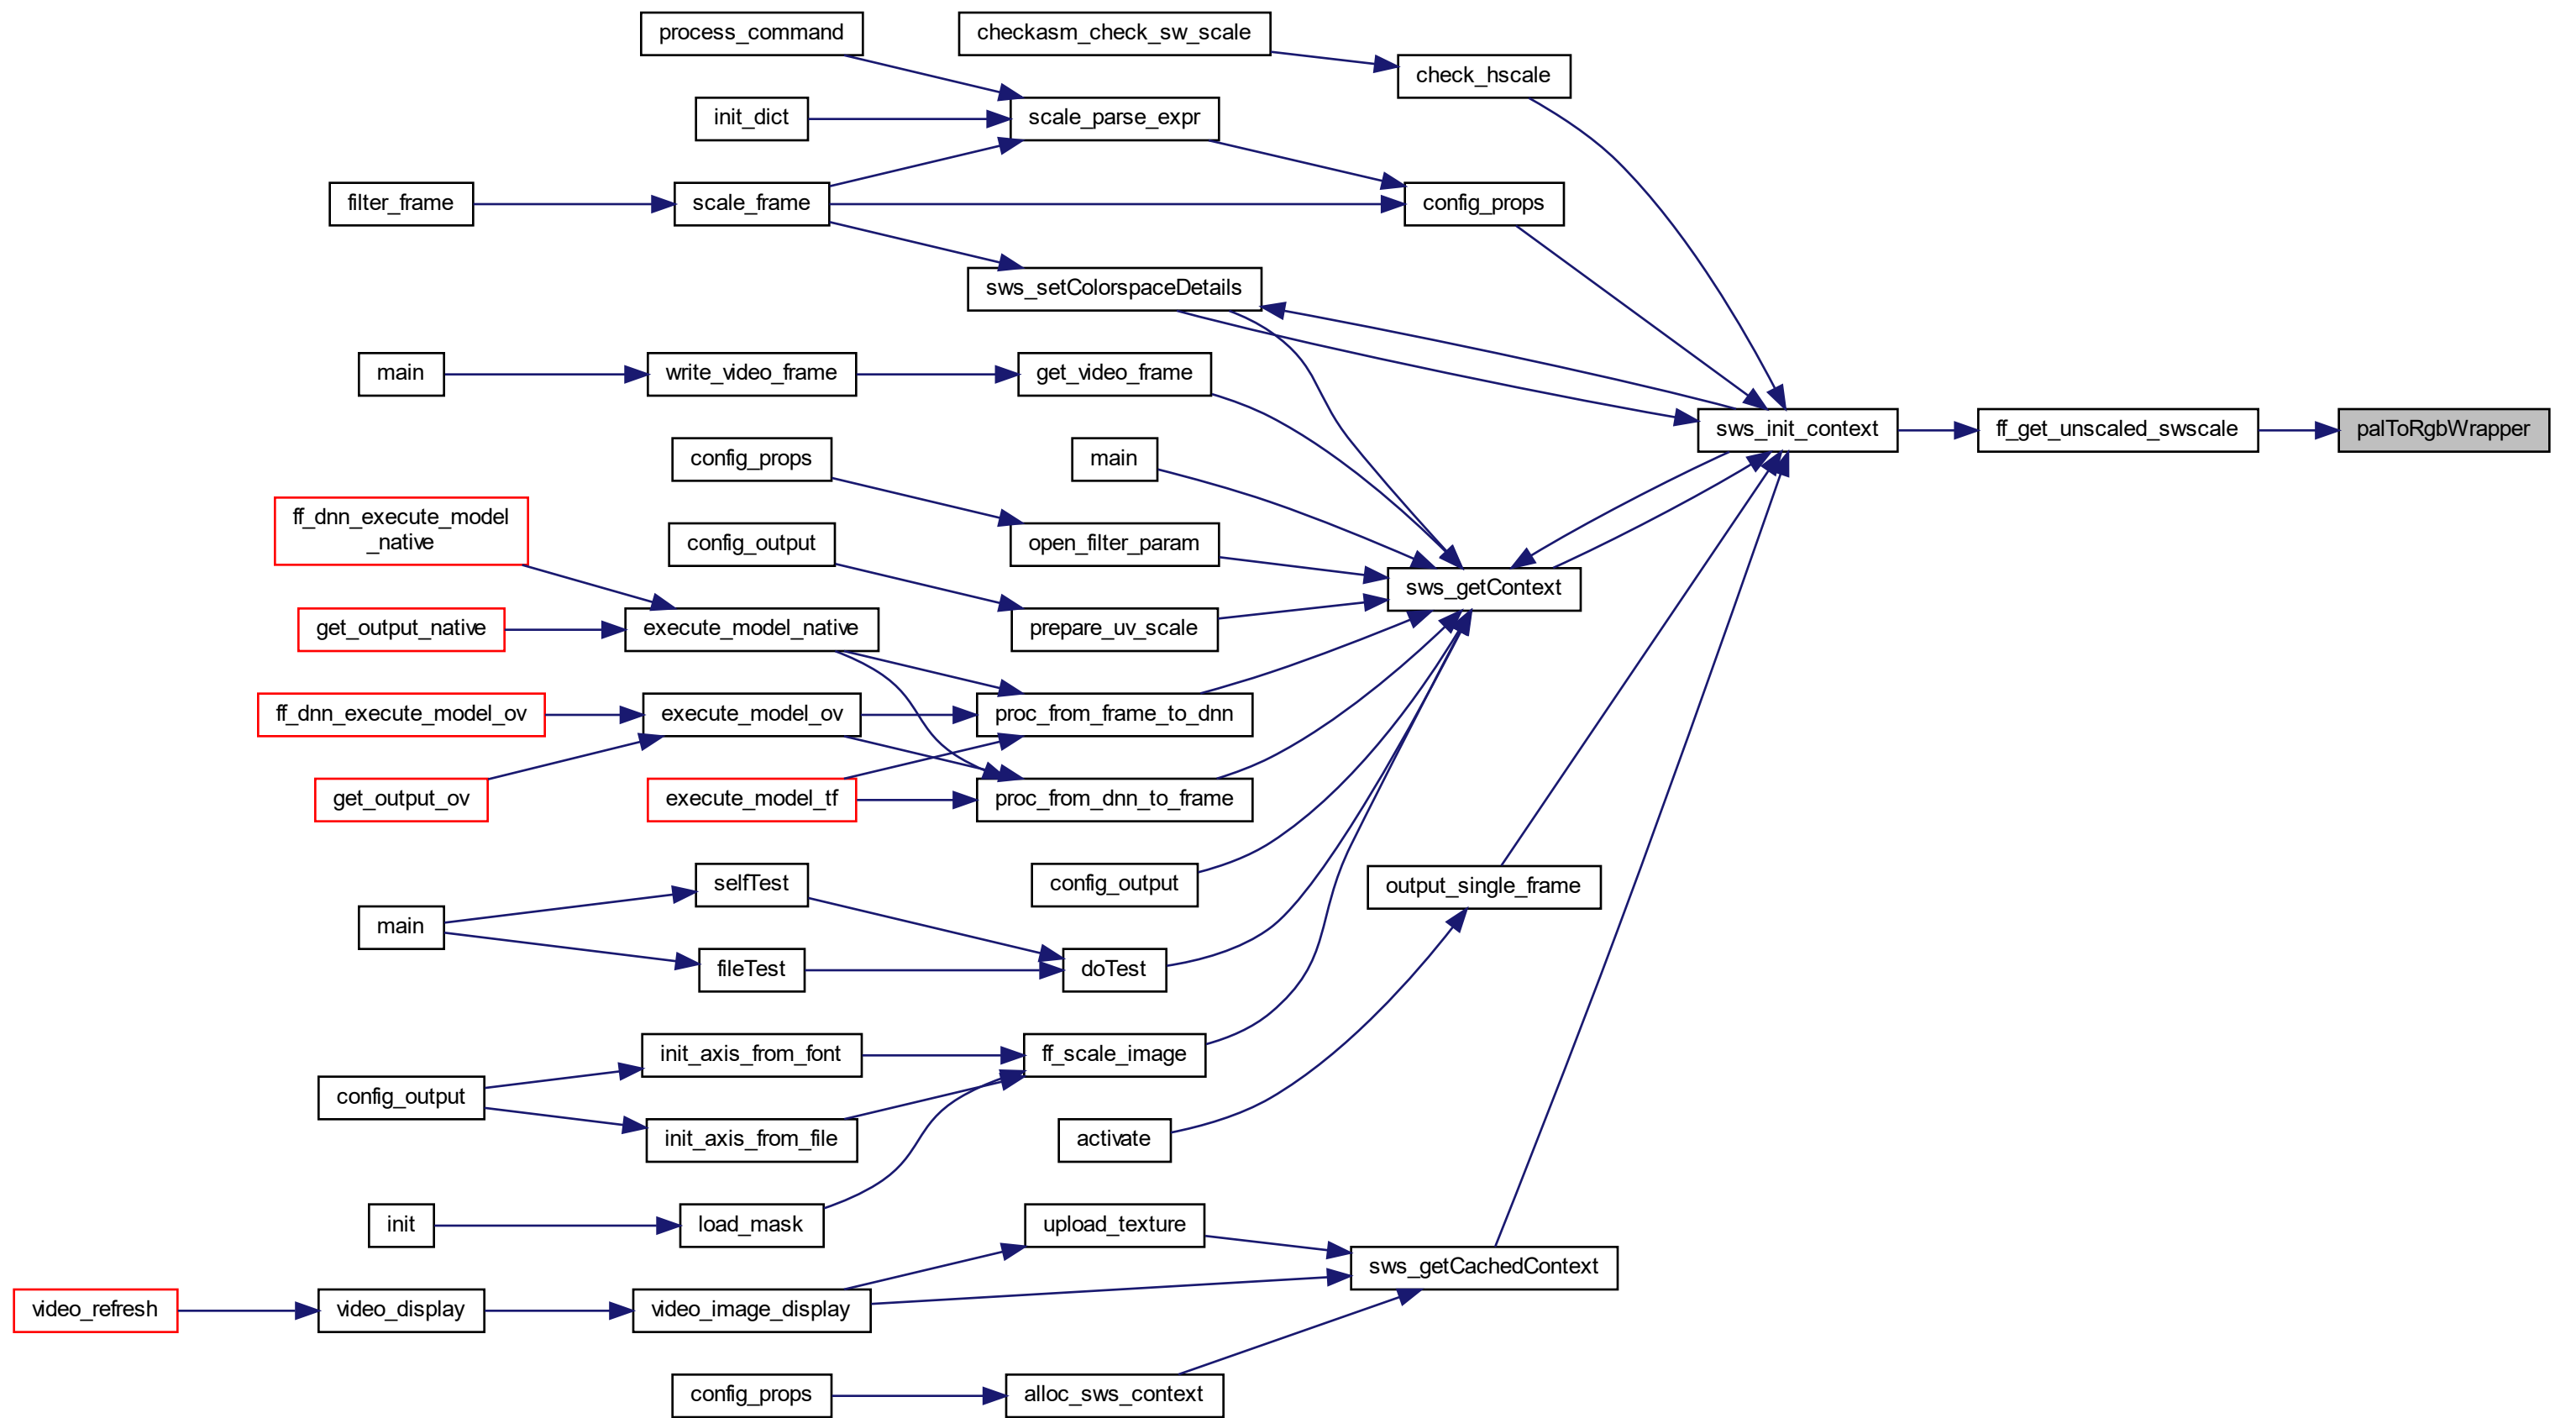 process_command
checkasm_check_sw_scale
check_hscale
init_dict
scale_parse_expr
filter_frame
scale_frame
config_props
sws_setColorspaceDetails
main
write_video_frame
get_video_frame
sws_init_context
ff_get_unscaled_swscale
palToRgbWrapper
config_props
main
ff_dnn_execute_model
_native
config_output
open_filter_param
sws_getContext
get_output_native
execute_model_native
prepare_uv_scale
ff_dnn_execute_model_ov
execute_model_ov
proc_from_frame_to_dnn
get_output_ov
execute_model_tf
proc_from_dnn_to_frame
selfTest
config_output
output_single_frame
main
fileTest
doTest
init_axis_from_font
ff_scale_image
config_output
init_axis_from_file
activate
init
load_mask
upload_texture
sws_getCachedContext
video_refresh
video_display
video_image_display
config_props
alloc_sws_context